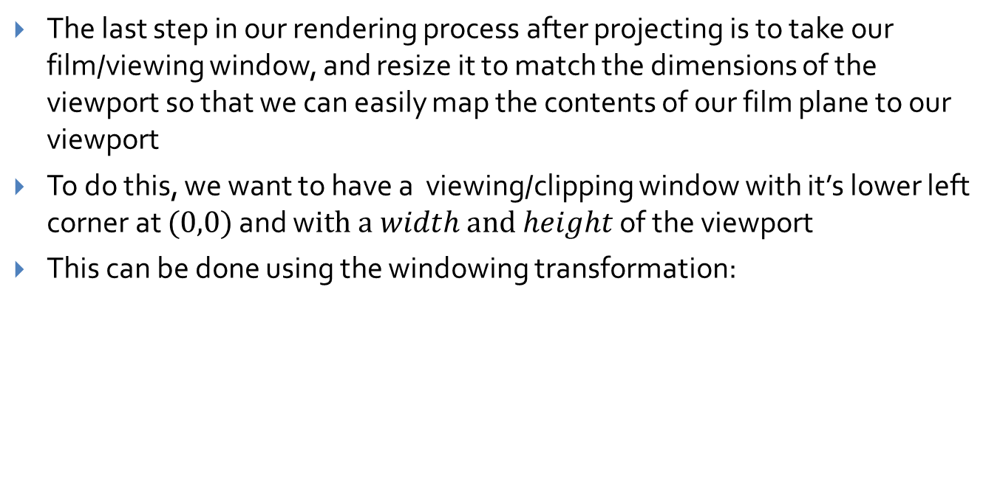 The last step in our rendering process after projecting is to take our
film/viewing window, and resize it to match the dimensions of the
viewport so that we can easily map the contents of our film plane to our
viewport
To do this, we want to have a  viewing/clipping window with it’s lower left
corner at (0,0) and with a width and height of the viewport
This can be done using the windowing transformation: